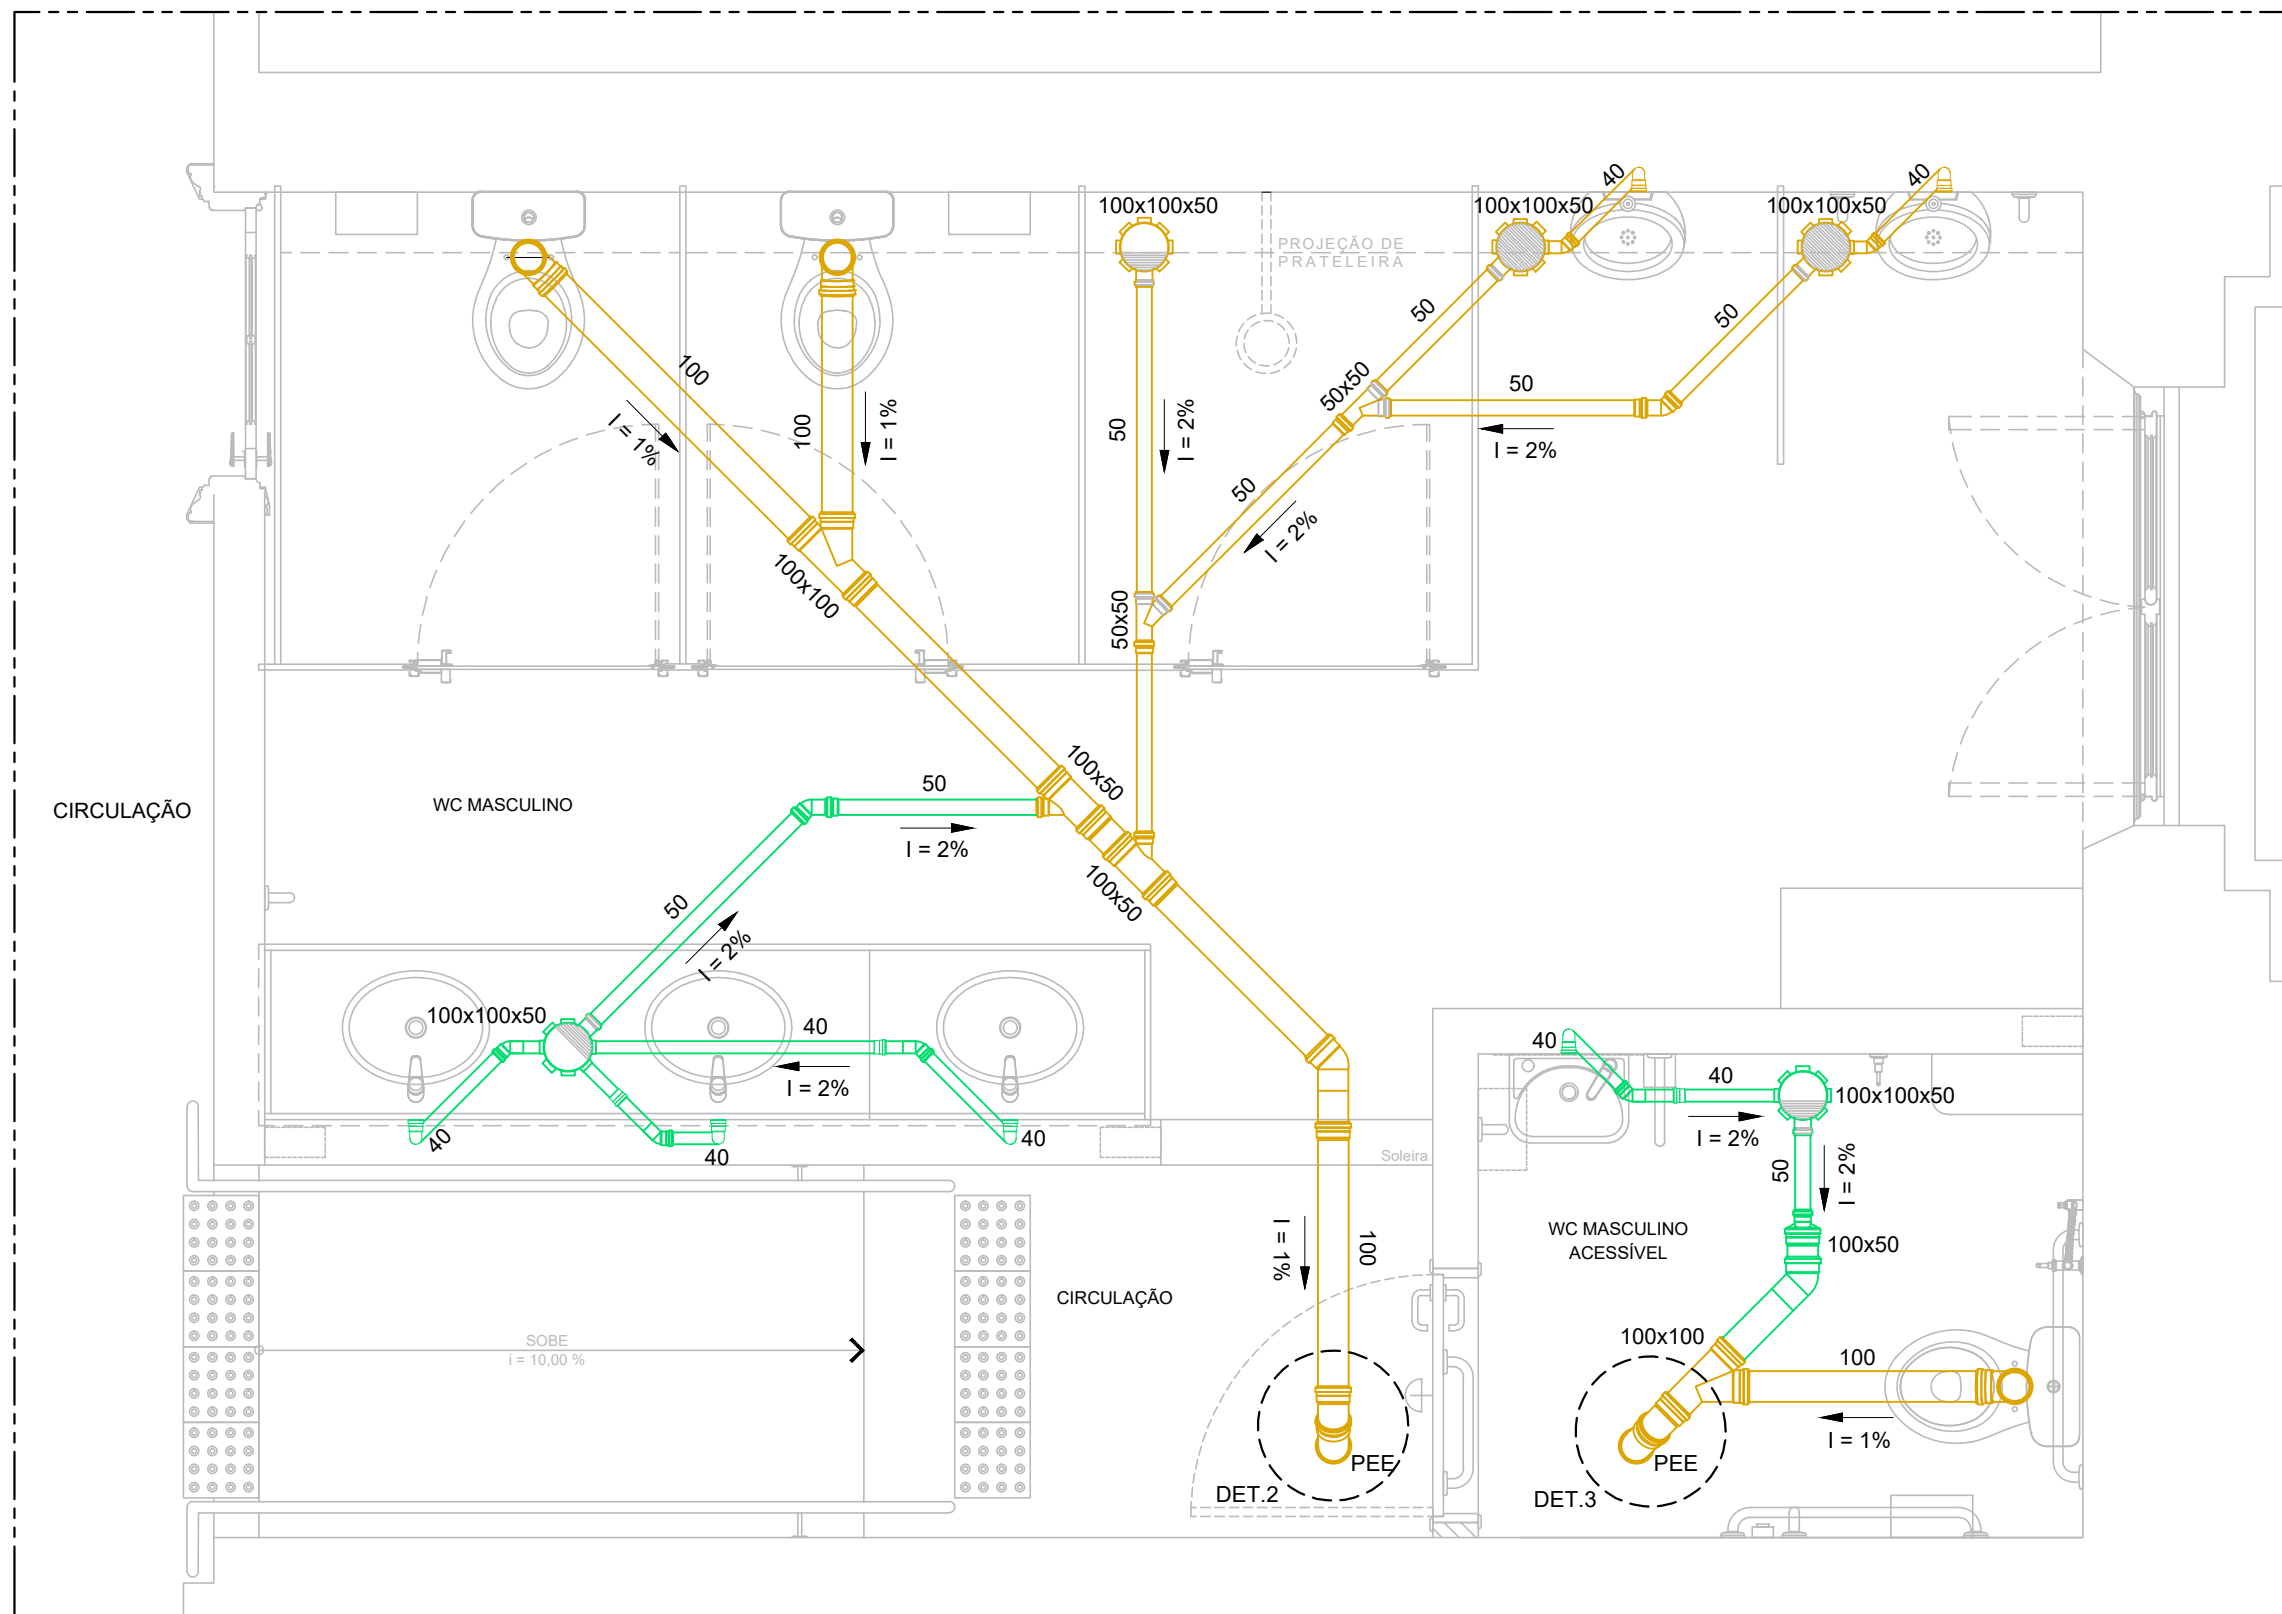 40
40
100x100x50
100x100x50
100x100x50
PROJEÇÃO DE
PRATELEIRA
50
50
100
50x50
50
100
I = 1%
I = 1%
50
I = 2%
I = 2%
50
I = 2%
100x100
50x50
100x50
50
CIRCULAÇÃO
WC MASCULINO
I = 2%
100x50
50
I = 2%
100x100x50
40
I = 2%
40
40
40
40
40
100x100x50
I = 2%
Soleira
50
I = 2%
I = 1%
100
WC MASCULINO
ACESSÍVEL
100x50
CIRCULAÇÃO
SOBE
i = 10,00 %
100x100
100
I = 1%
PEE
PEE
DET.2
DET.3